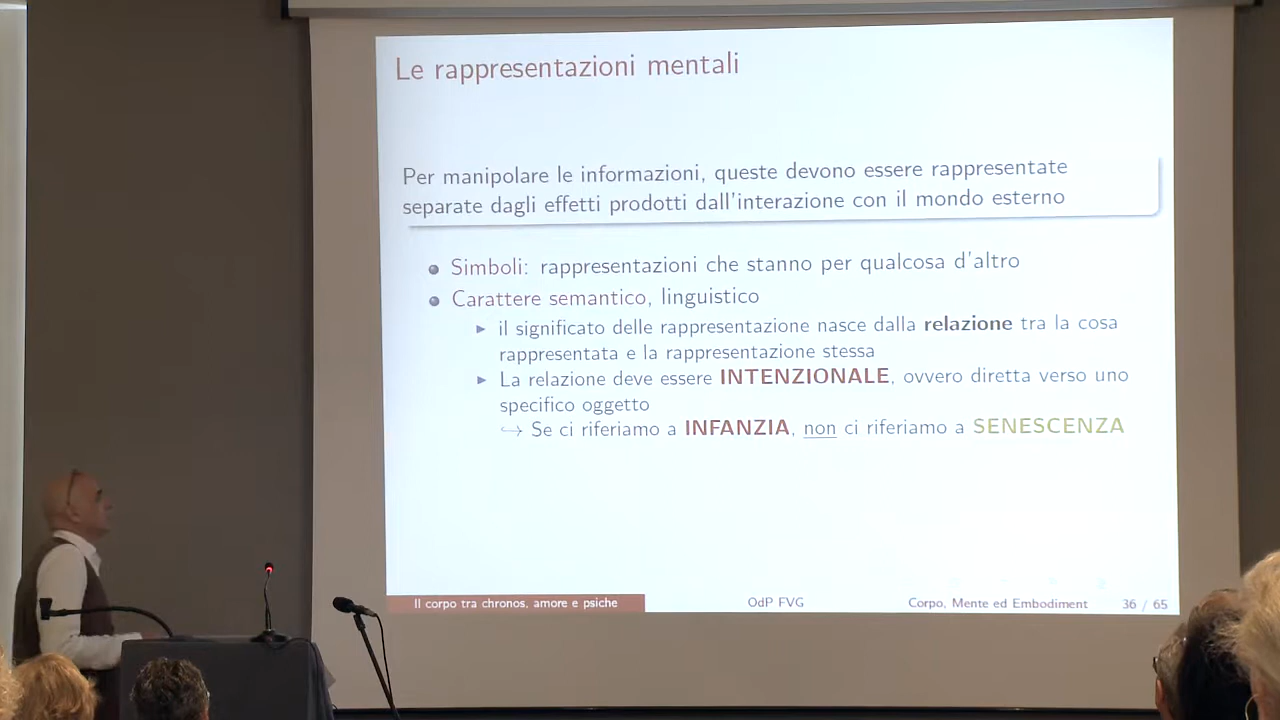 Le rappresentazioni mentali
Per manipolare le informazioni, queste devono essere rappresentate
separate dagli effetti prodotti dall'interazione con il mondo esterno
Simboli: rappresentazioni che stanno per qualcosa d'altro
Carattere semantico, linguistico
il significato delle rappresentazione nasce dalla relazione tra la cosa
rappresentata e la rappresentazione stessa
La relazione deve essere INTENZIONALE, ovvero diretta verso uno
specifico oggetto
↪ Se ci riferiamo a INFANZIA, non ci riferiamo a SENESCENZA
Il corpo tra chronos, amore e psiche OdP FVG Corpo, Mente ed Embodiment 36 / 65